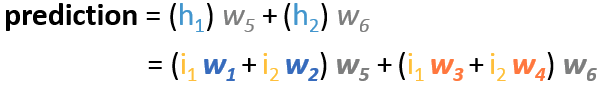 prediction = (h₁) w₅ + (h₂) w₆
= (i₁ w₁ + i₂ w₂) w₅ + (i₁ w₃ + i₂ w₄) w₆